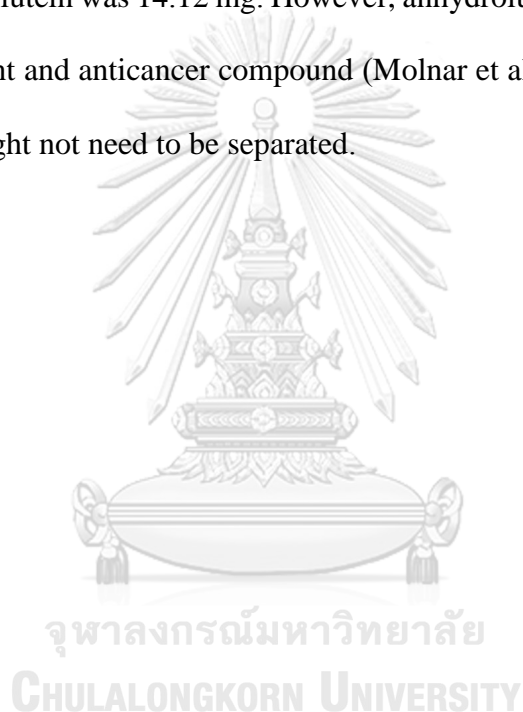 lutein was 14.12 mg. However, anhydrolu
nt and anticancer compound (Molnar et al
ght not need to be separated.
จุฬาลงกรณ์มหาวิทยาลัย
CHULALONGKORN UNIVERSITY